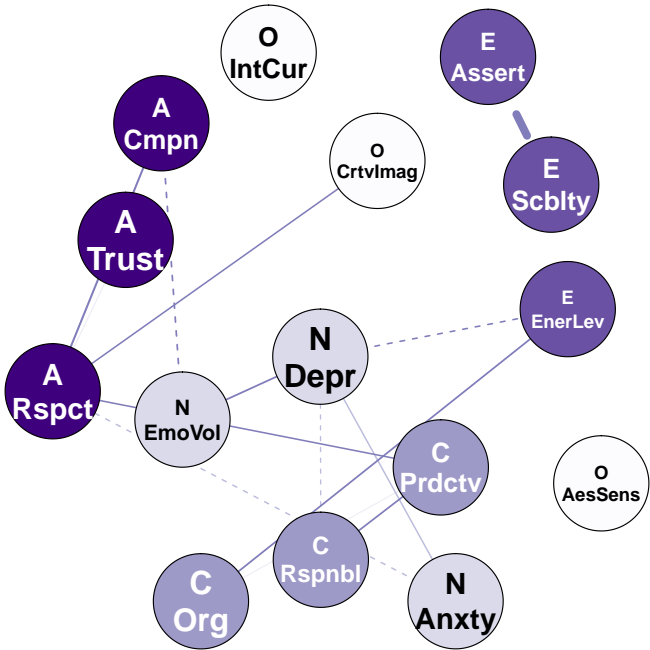 O
IntCur
E
Assert
A
Cmpn
O
CrtvImag
E
Scblty
A
Trust
E
EnerLev
N
Depr
A
Rspct
N
EmoVol
C
Prdctv
O
AesSens
C
Rspnbl
C
Org
N
Anxty